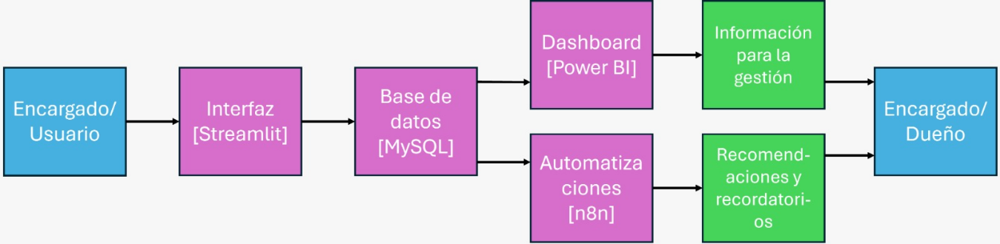 Encargado/
Usuario
Interfaz
[Streamlit]
Base de
datos
[MySQL]
Dashboard
[Power BI]
Información
para la
gestión
Automatiza
ciones
[n8n]
Recomend-
aciones y
recordatori-
os
Encargado/
Dueño